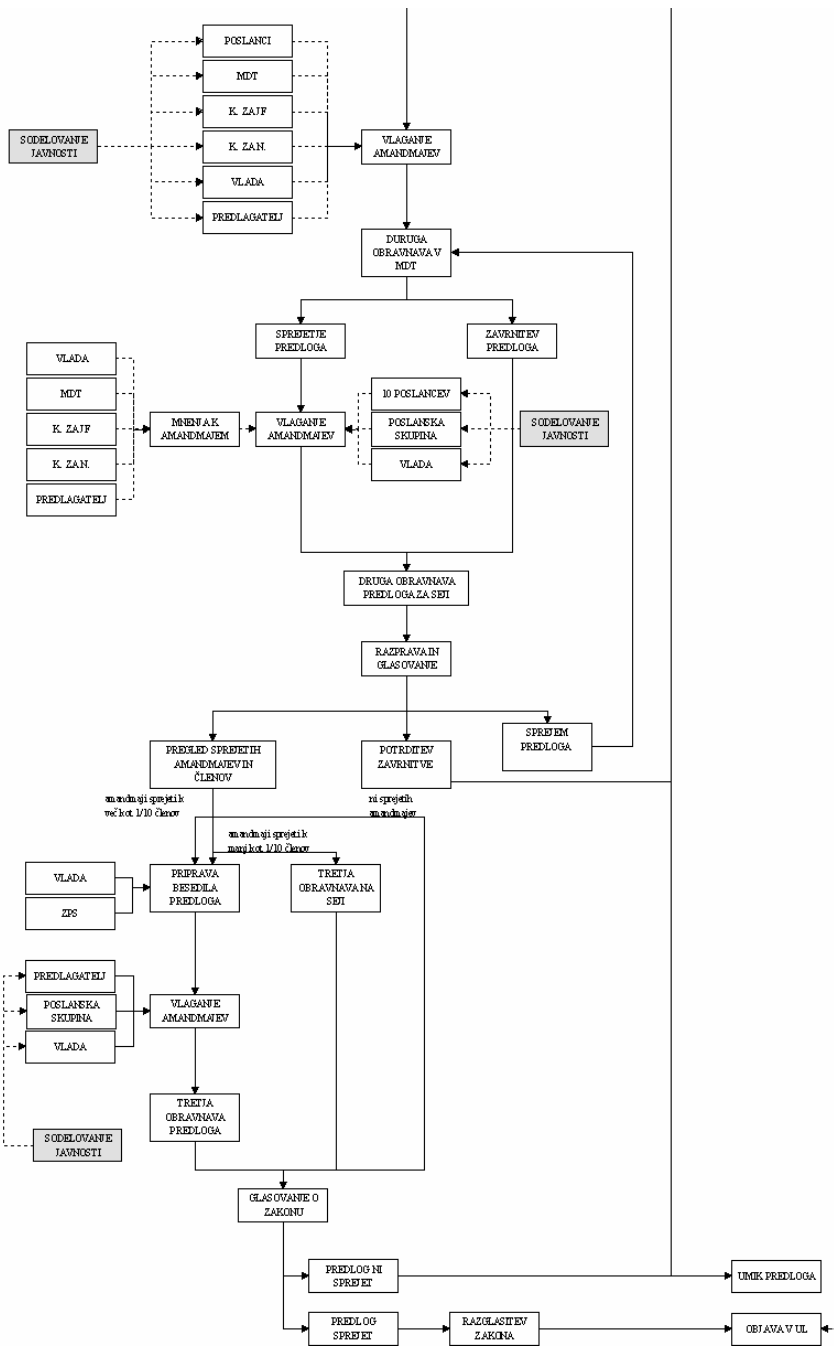 POSLANCI
MDT
K. ZAJF
SODELOVANJE
JAVNOSTI
K. ZA N.
VLADA
PREDLAGATELJ
VLAGANJE
AMANDMAJEV
DURUGA
OBRAVNAVA V
MDT
SPREJETJE
PREDLOGA
ZAVRNITEV
PREDLOGA
VLADA
MDT
K. ZAJF
K. ZA N.
PREDLAGATELJ
MNENJA K
AMANDMAJEM
VLAGANJE
AMANDMAJEV
10 POSLANCEV
POSLANSKA
SKUPINA
VLADA
SODELOVANJE
JAVNOSTI
DRUGA OBRAVNAVA
PREDLOGA ZA SEJI
RAZPRAVA IN
GLASOVANJE
PREGLED SPREJETIH
AMANDMAJEV IN
ČLENOV
POTRDITEV
ZAVRNITVE
SPREJEM
PREDLOGA
amandmaji sprejeti k
več kot 1/10 členov
ni sprejetih
amandmajev
amandmaji sprejeti k
manj kot 1/10 členov
VLADA
ZPS
PRIPRAVA
BESEDILA
PREDLOGA
TRETJA
OBRAVNAVA NA
SEJI
PREDLAGATELJ
POSLANSKA
SKUPINA
VLADA
VLAGANJE
AMANDMAJEV
TRETJA
OBRAVNAVA
PREDLOGA
SODELOVANJE
JAVNOSTI
GLASOVANJE O
ZAKONU
PREDLOG NI
SPREJET
UMIK PREDLOGA
PREDLOG
SPREJET
RAZGLASITEV
ZAKONA
OBJAVA V UL